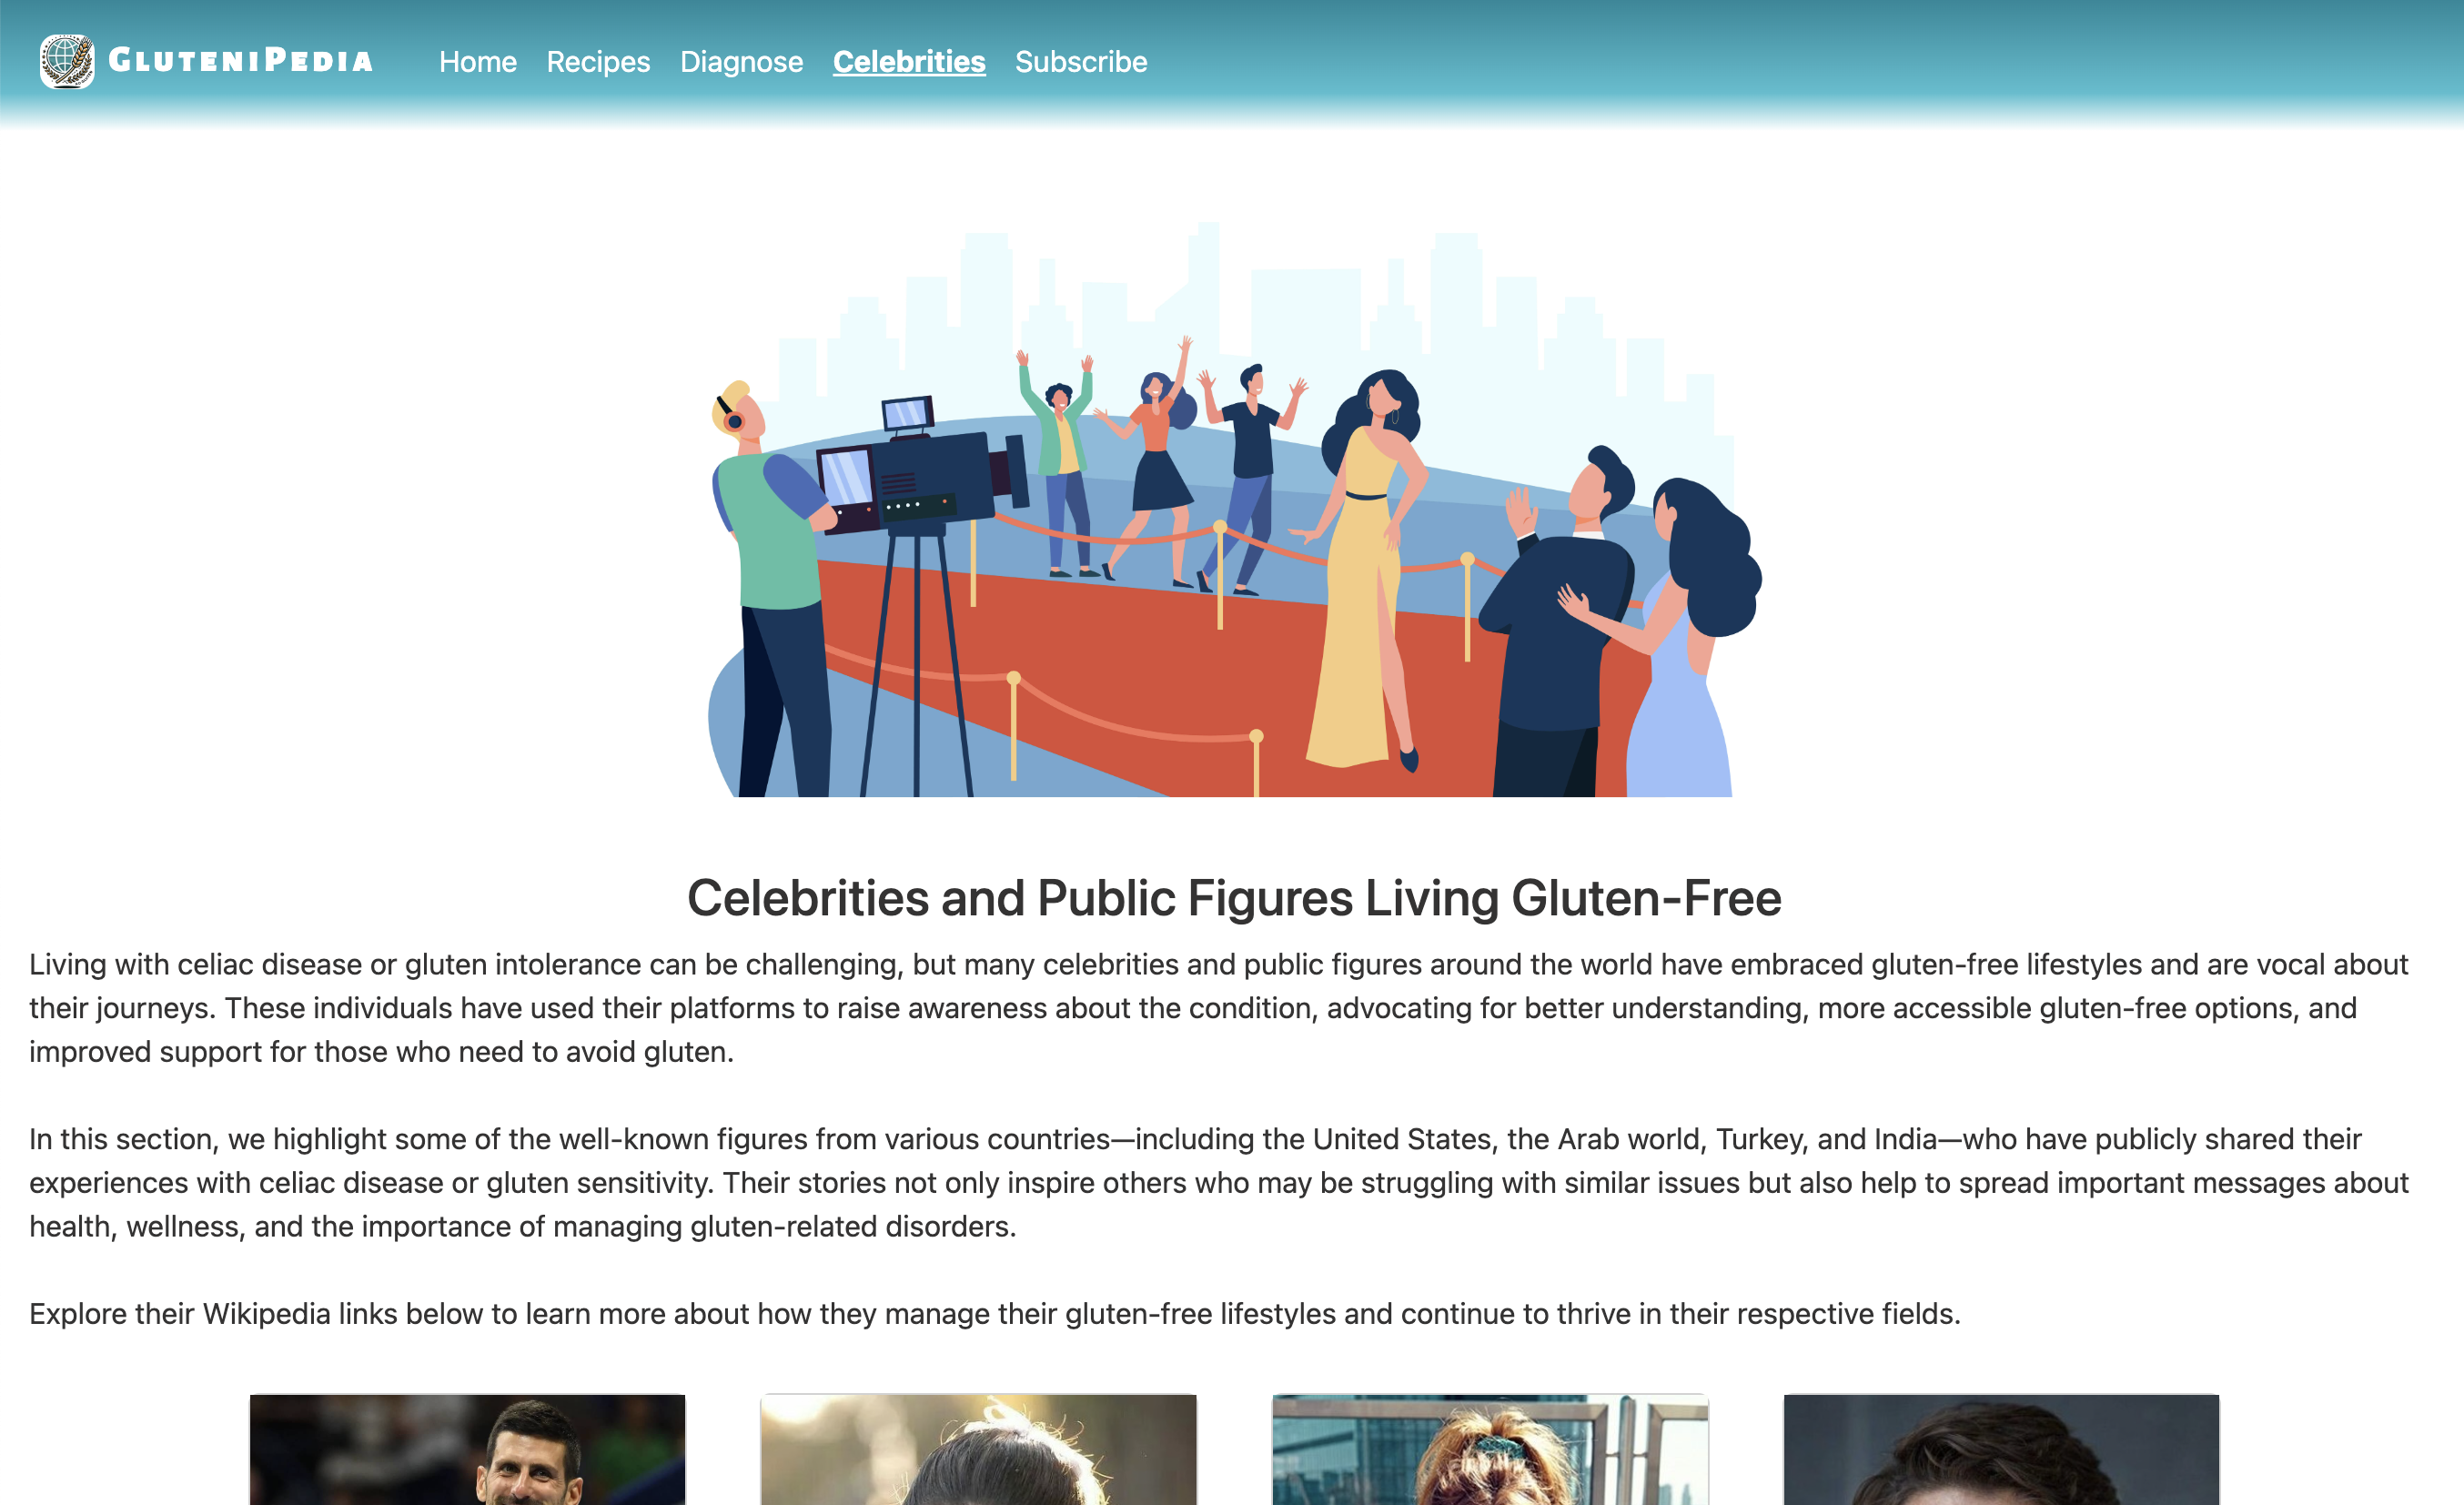 GLUTENIPEDIA
Home Recipes Diagnose Celebrities Subscribe
Celebrities and Public Figures Living Gluten-Free
Living with celiac disease or gluten intolerance can be challenging, but many celebrities and public figures around the world have embraced gluten-free lifestyles and are vocal about
their journeys. These individuals have used their platforms to raise awareness about the condition, advocating for better understanding, more accessible gluten-free options, and
improved support for those who need to avoid gluten.
In this section, we highlight some of the well-known figures from various countries—including the United States, the Arab world, Turkey, and India—who have publicly shared their
experiences with celiac disease or gluten sensitivity. Their stories not only inspire others who may be struggling with similar issues but also help to spread important messages about
health, wellness, and the importance of managing gluten-related disorders.
Explore their Wikipedia links below to learn more about how they manage their gluten-free lifestyles and continue to thrive in their respective fields.